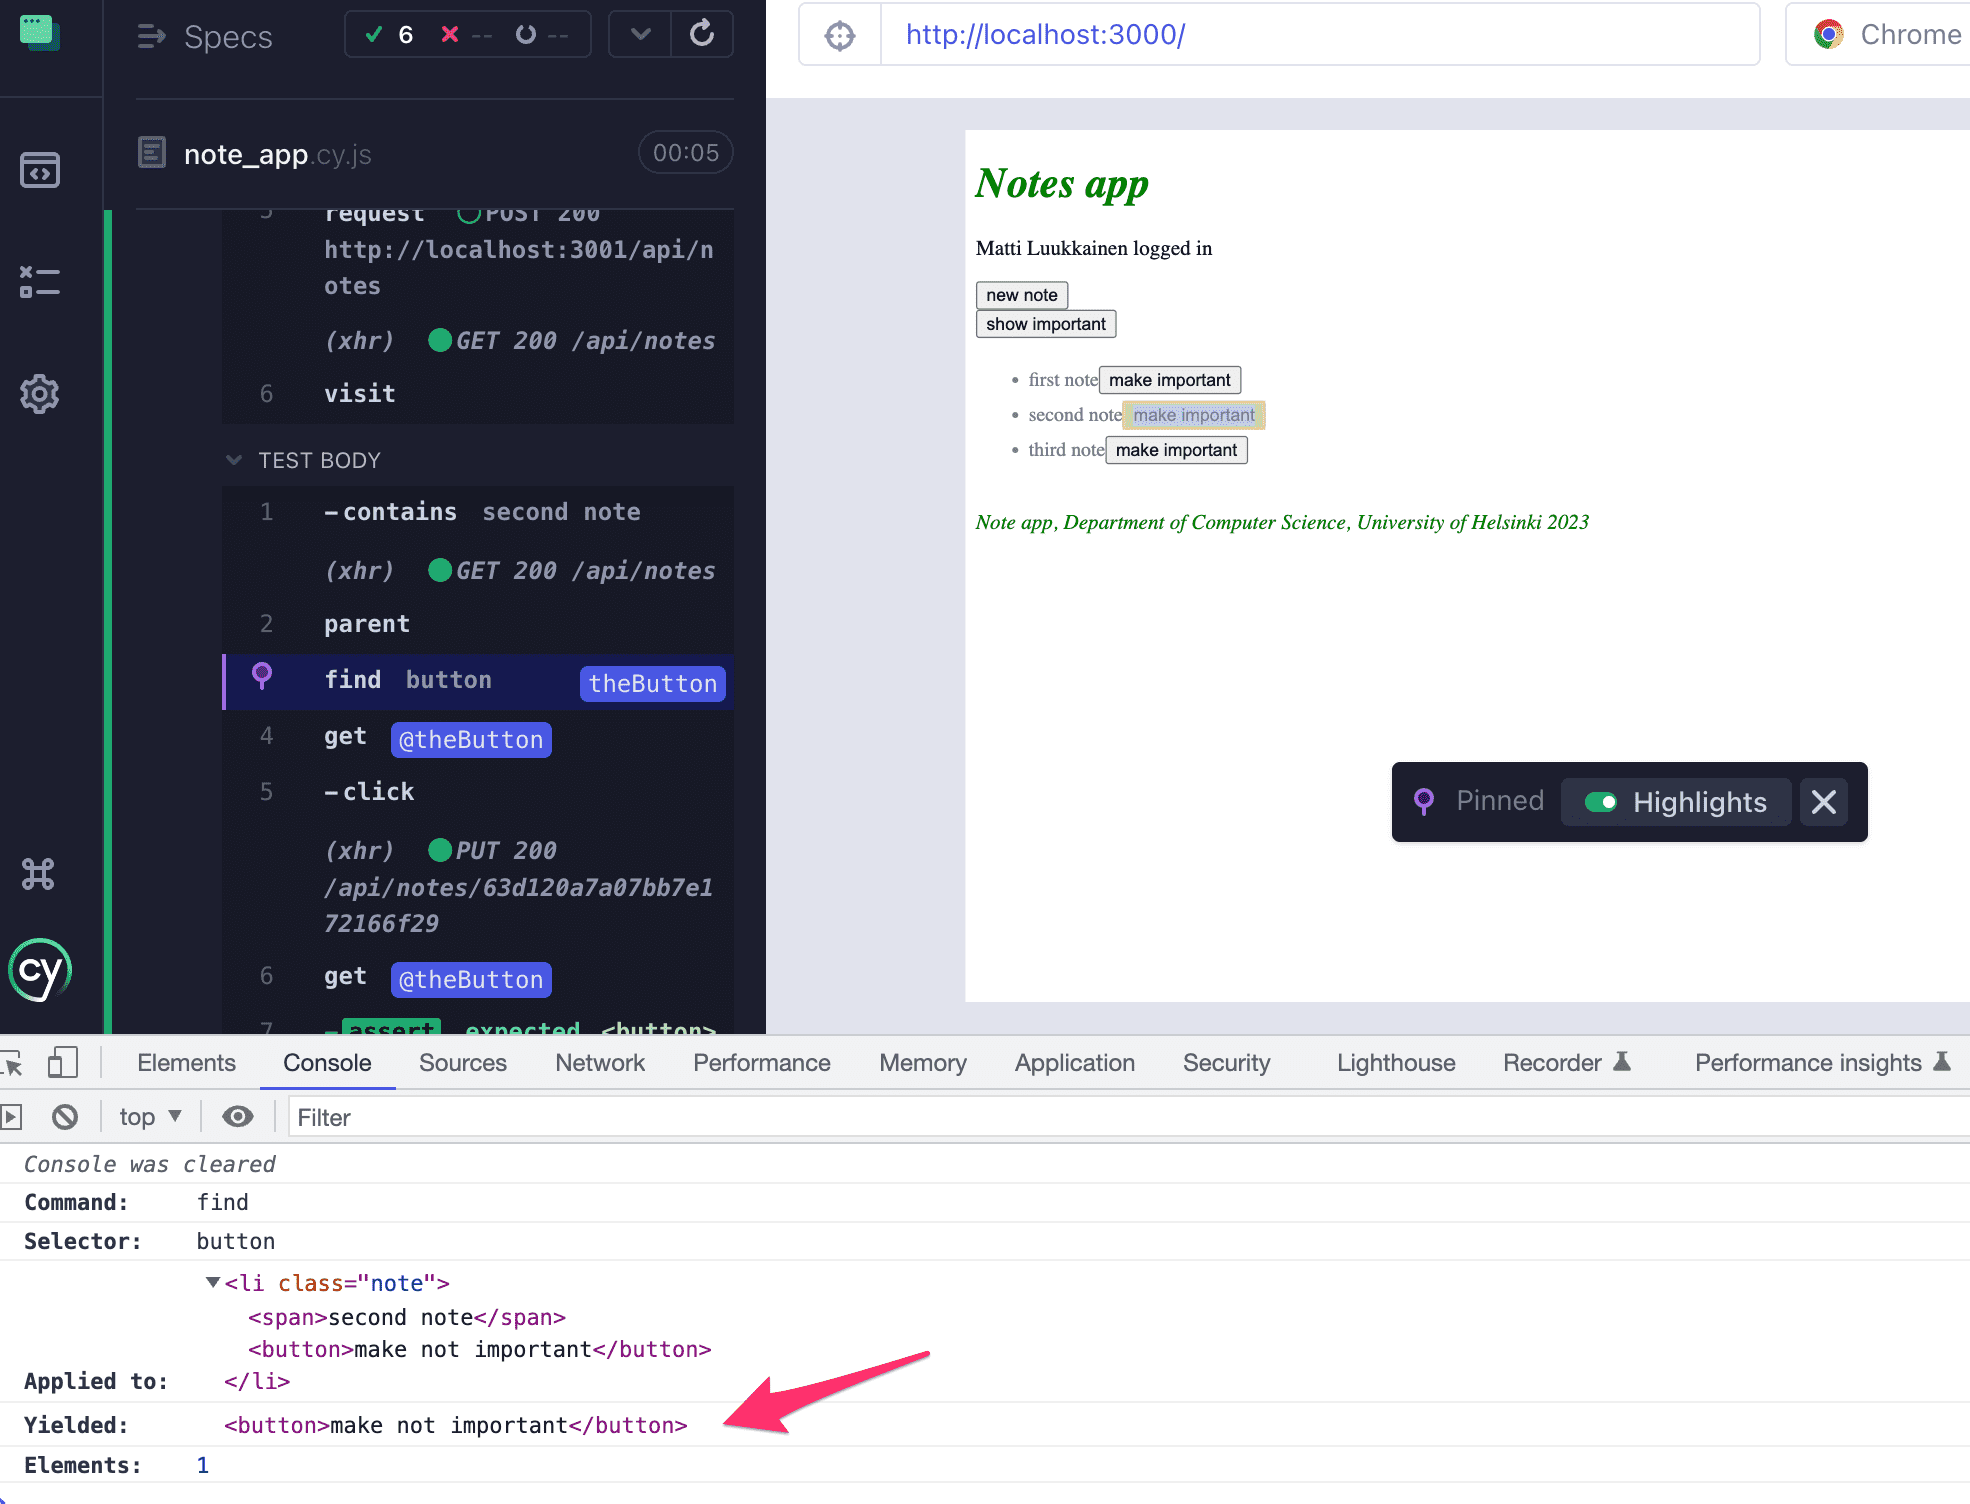 Specs
6
--
--
http://localhost:3000/
Chrome
note_app.cy.js
00:05
5 request POST 200
http://localhost:3001/api/n
otes
(xhr) GET 200 /api/notes
6 visit
TEST BODY
1 -contains second note
(xhr) GET 200 /api/notes
2 parent
find button theButton
4 get @theButton
5 -click
(xhr) PUT 200
/api/notes/63d120a7a07bb7e1
72166f29
6 get @theButton
7 -assert expected <button>
cy
Notes app
Matti Luukkainen logged in
new note
show important
• first note make important
• second note make important
• third note make important
Note app, Department of Computer Science, University of Helsinki 2023
Pinned Highlights
Elements Console Sources Network Performance Memory Application Security Lighthouse Recorder Performance insights
top Filter
Console was cleared
Command: find
Selector: button
<li class="note">
<span>second note</span>
<button>make not important</button>
Applied to: </li>
Yielded: <button>make not important</button>
Elements: 1